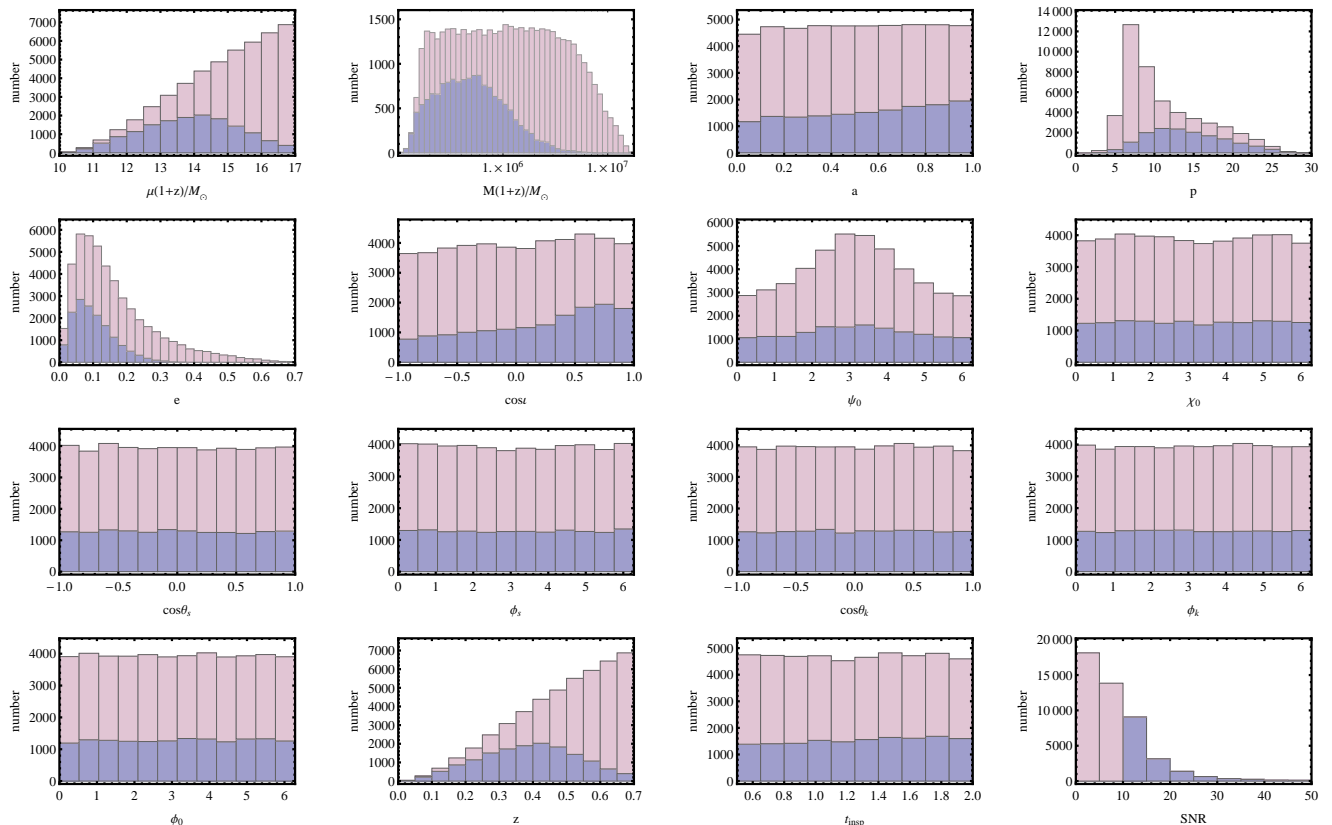 number
7000
6000
5000
4000
3000
2000
1000
0
10 11 12 13 14 15 16 17
μ(1+z)/M⊙
number
1500
1000
500
0
1.×10⁶ 1.×10⁷
M(1+z)/M⊙
number
5000
4000
3000
2000
1000
0
0.0 0.2 0.4 0.6 0.8 1.0
a
number
14 000
12 000
10 000
8000
6000
4000
2000
0
0 5 10 15 20 25 30
p
number
6000
5000
4000
3000
2000
1000
0
0.0 0.1 0.2 0.3 0.4 0.5 0.6 0.7
e
number
4000
3000
2000
1000
0
−1.0 −0.5 0.0 0.5 1.0
cosι
number
6000
5000
4000
3000
2000
1000
0
0 1 2 3 4 5 6
ψ₀
number
4000
3000
2000
1000
0
0 1 2 3 4 5 6
χ₀
number
4000
3000
2000
1000
0
−1.0 −0.5 0.0 0.5 1.0
cosθₛ
number
4000
3000
2000
1000
0
0 1 2 3 4 5 6
ϕₛ
number
4000
3000
2000
1000
0
−1.0 −0.5 0.0 0.5 1.0
cosθₖ
number
4000
3000
2000
1000
0
0 1 2 3 4 5 6
ϕₖ
number
4000
3000
2000
1000
0
0 1 2 3 4 5 6
ϕ₀
number
7000
6000
5000
4000
3000
2000
1000
0
0.0 0.1 0.2 0.3 0.4 0.5 0.6 0.7
z
number
5000
4000
3000
2000
1000
0
0.6 0.8 1.0 1.2 1.4 1.6 1.8 2.0
t_insp
number
20 000
15 000
10 000
5000
0
0 10 20 30 40 50
SNR